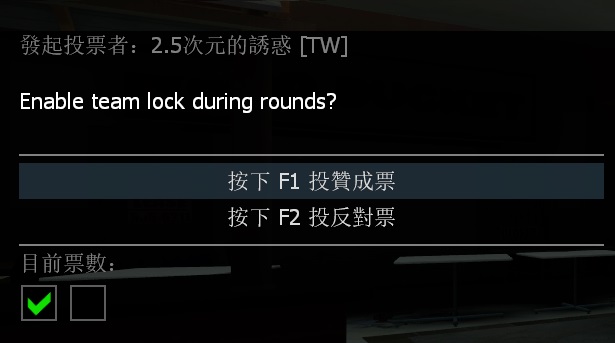 發起投票者：2.5次元的誘惑 [TW]
Enable team lock during rounds?
按下 F1 投贊成票
按下 F2 投反對票
目前票數：